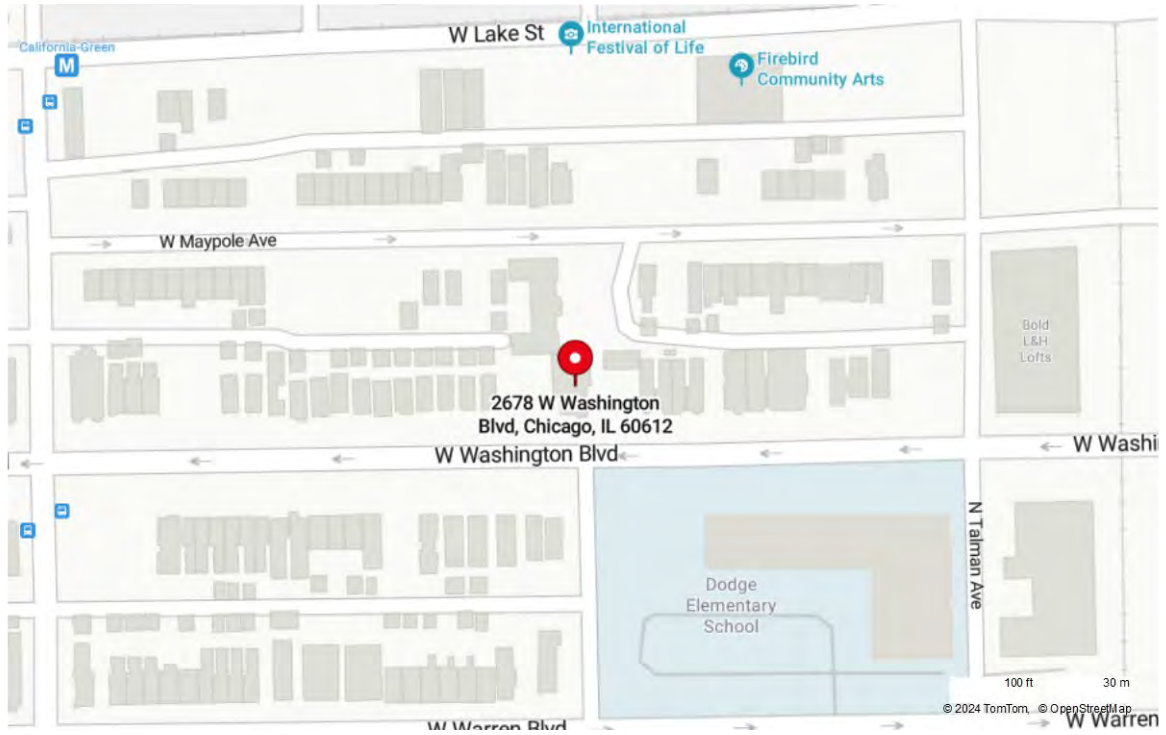 W Lake St
International
Festival of Life
California-Green
M
Firebird
Community Arts
W Maypole Ave
Bold
L&H
Lofts
2678 W Washington
Blvd, Chicago, IL 60612
W Washington Blvd
W Washi
N Talman Ave
Dodge
Elementary
School
100 ft
30 m
© 2024 TomTom, © OpenStreetMap
W Warren Blvd
W Warren